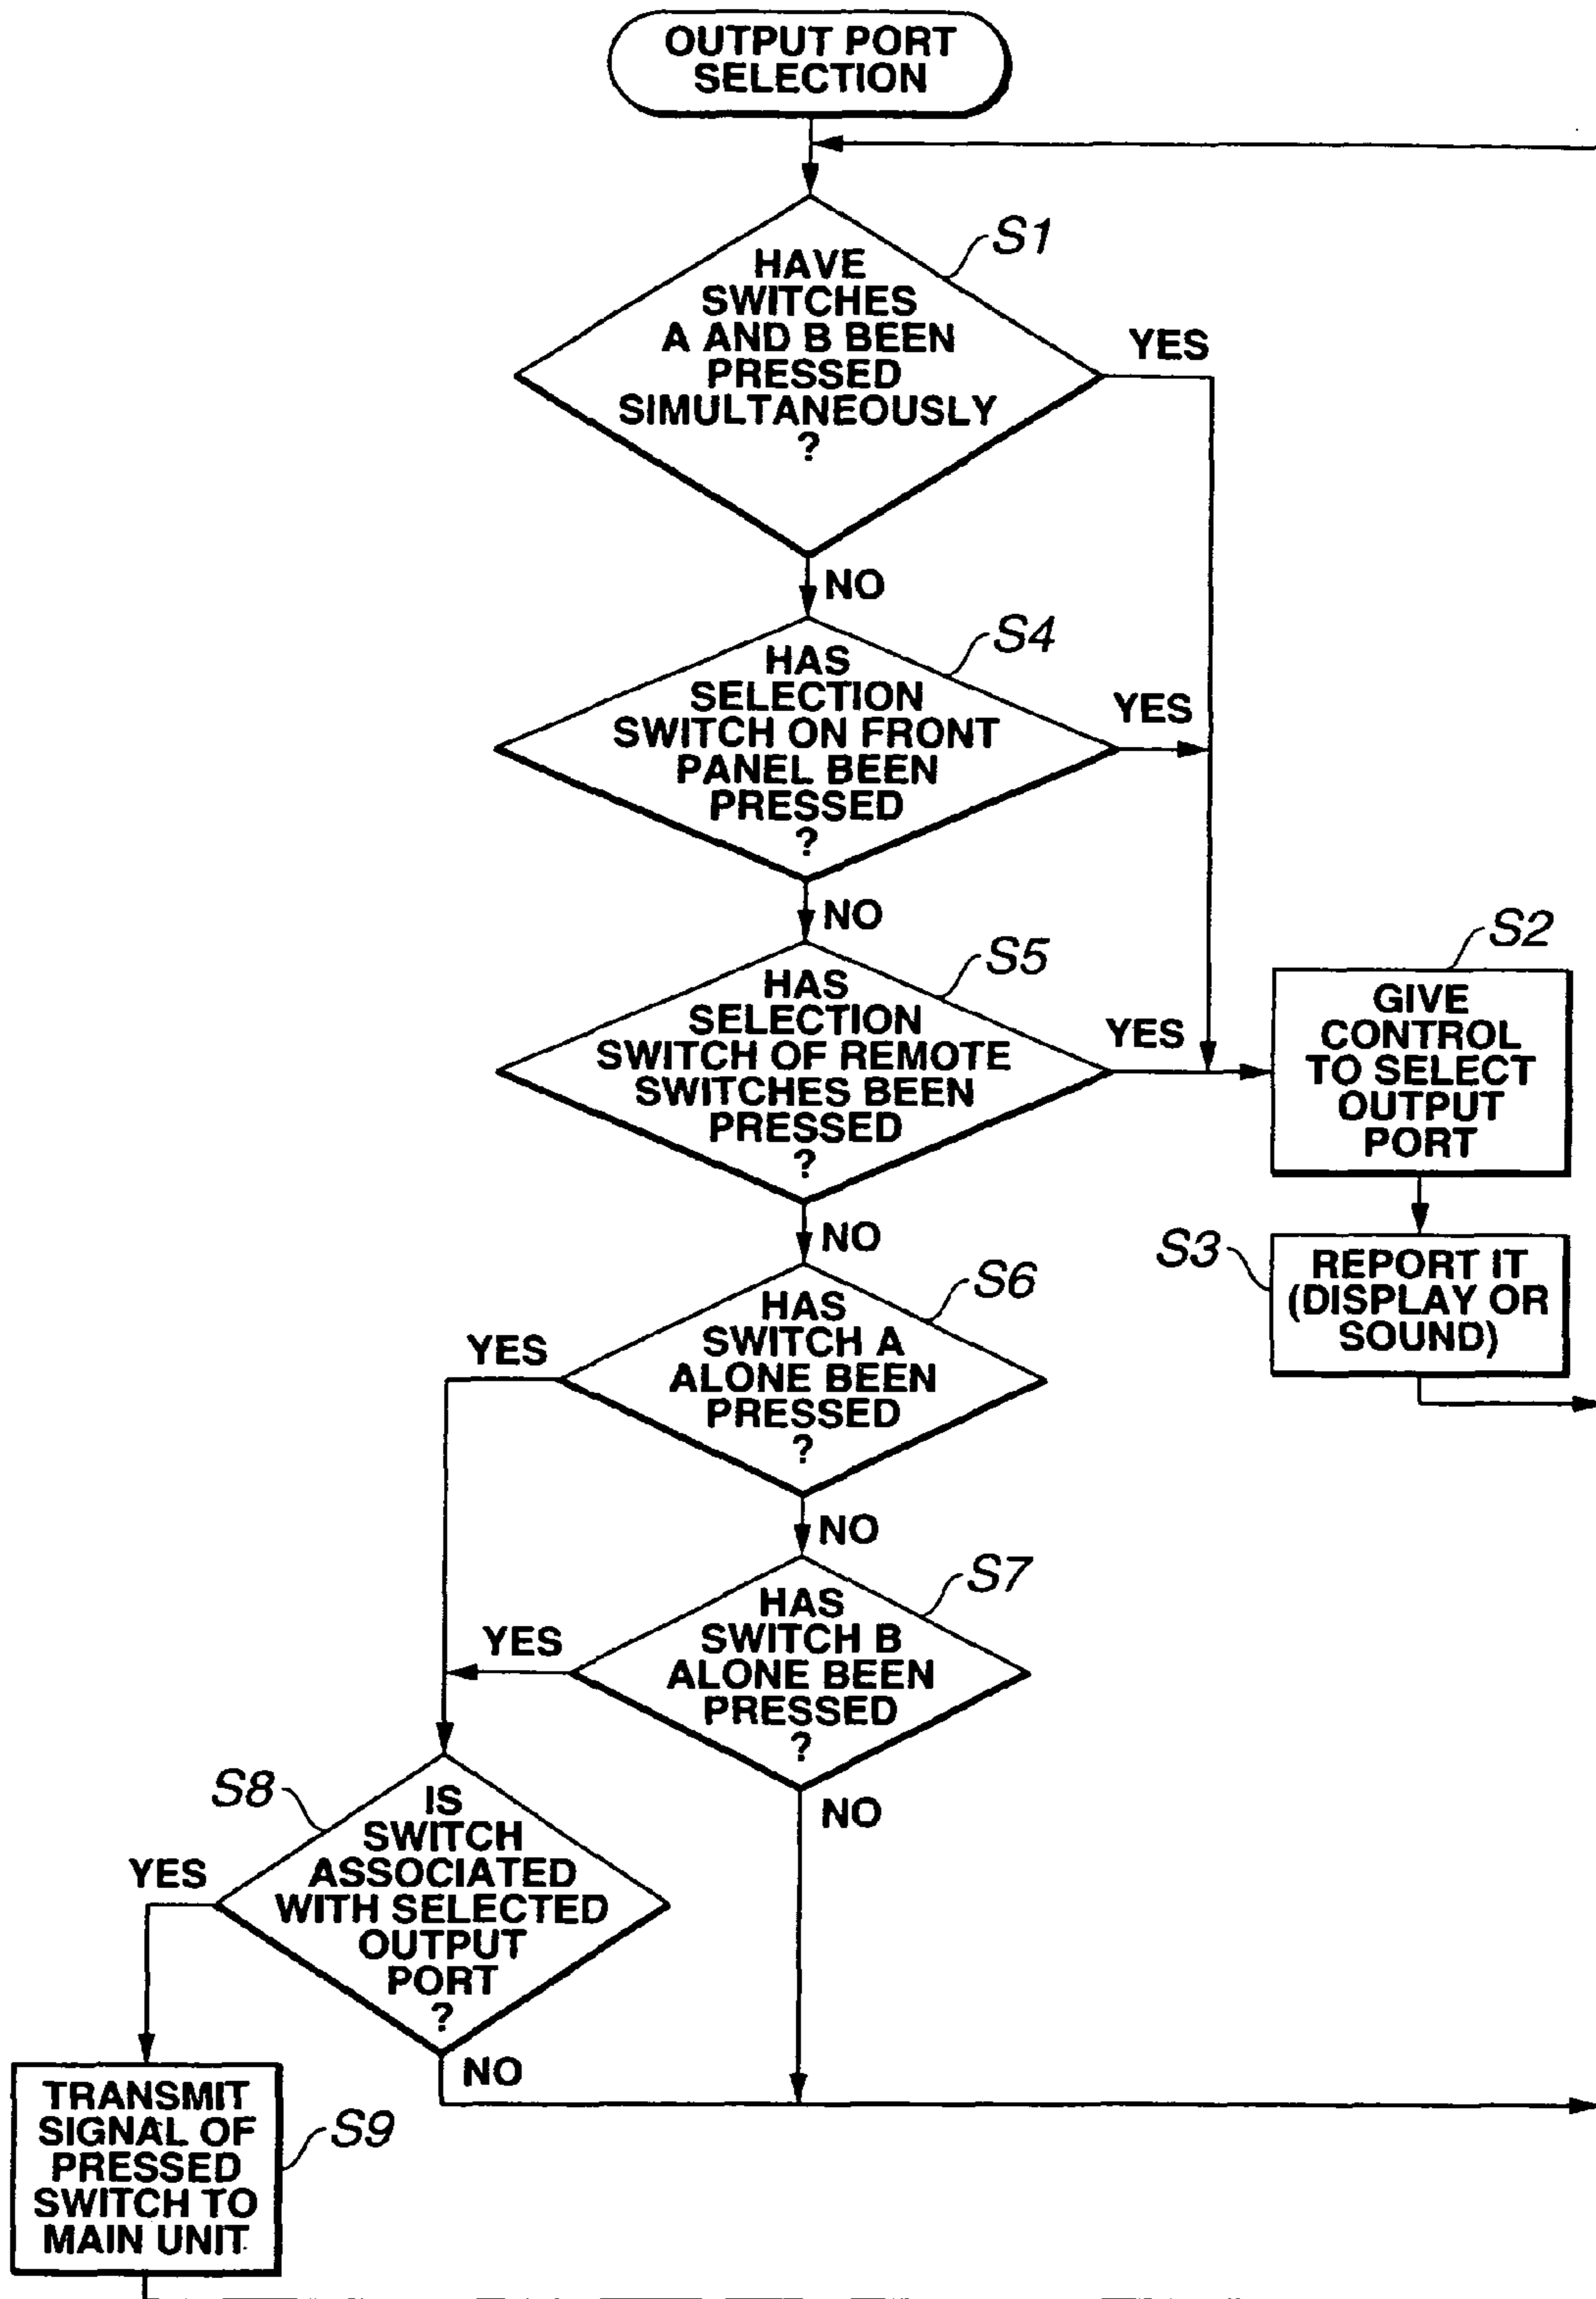 OUTPUT PORT
SELECTION
S1
HAVE
SWITCHES
A AND B BEEN
PRESSED
SIMULTANEOUSLY
?
YES
NO
S4
HAS
SELECTION
SWITCH ON FRONT
PANEL BEEN
PRESSED
?
YES
NO
S5
HAS
SELECTION
SWITCH OF REMOTE
SWITCHES BEEN
PRESSED
?
YES
S2
GIVE
CONTROL
TO SELECT
OUTPUT
PORT
NO
S3
REPORT IT
(DISPLAY OR
SOUND)
S6
HAS
SWITCH A
ALONE BEEN
PRESSED
?
YES
NO
S7
HAS
SWITCH B
ALONE BEEN
PRESSED
?
YES
NO
S8
IS
SWITCH
ASSOCIATED
WITH SELECTED
OUTPUT
PORT
?
YES
NO
TRANSMIT
SIGNAL OF
PRESSED
SWITCH TO
MAIN UNIT
S9